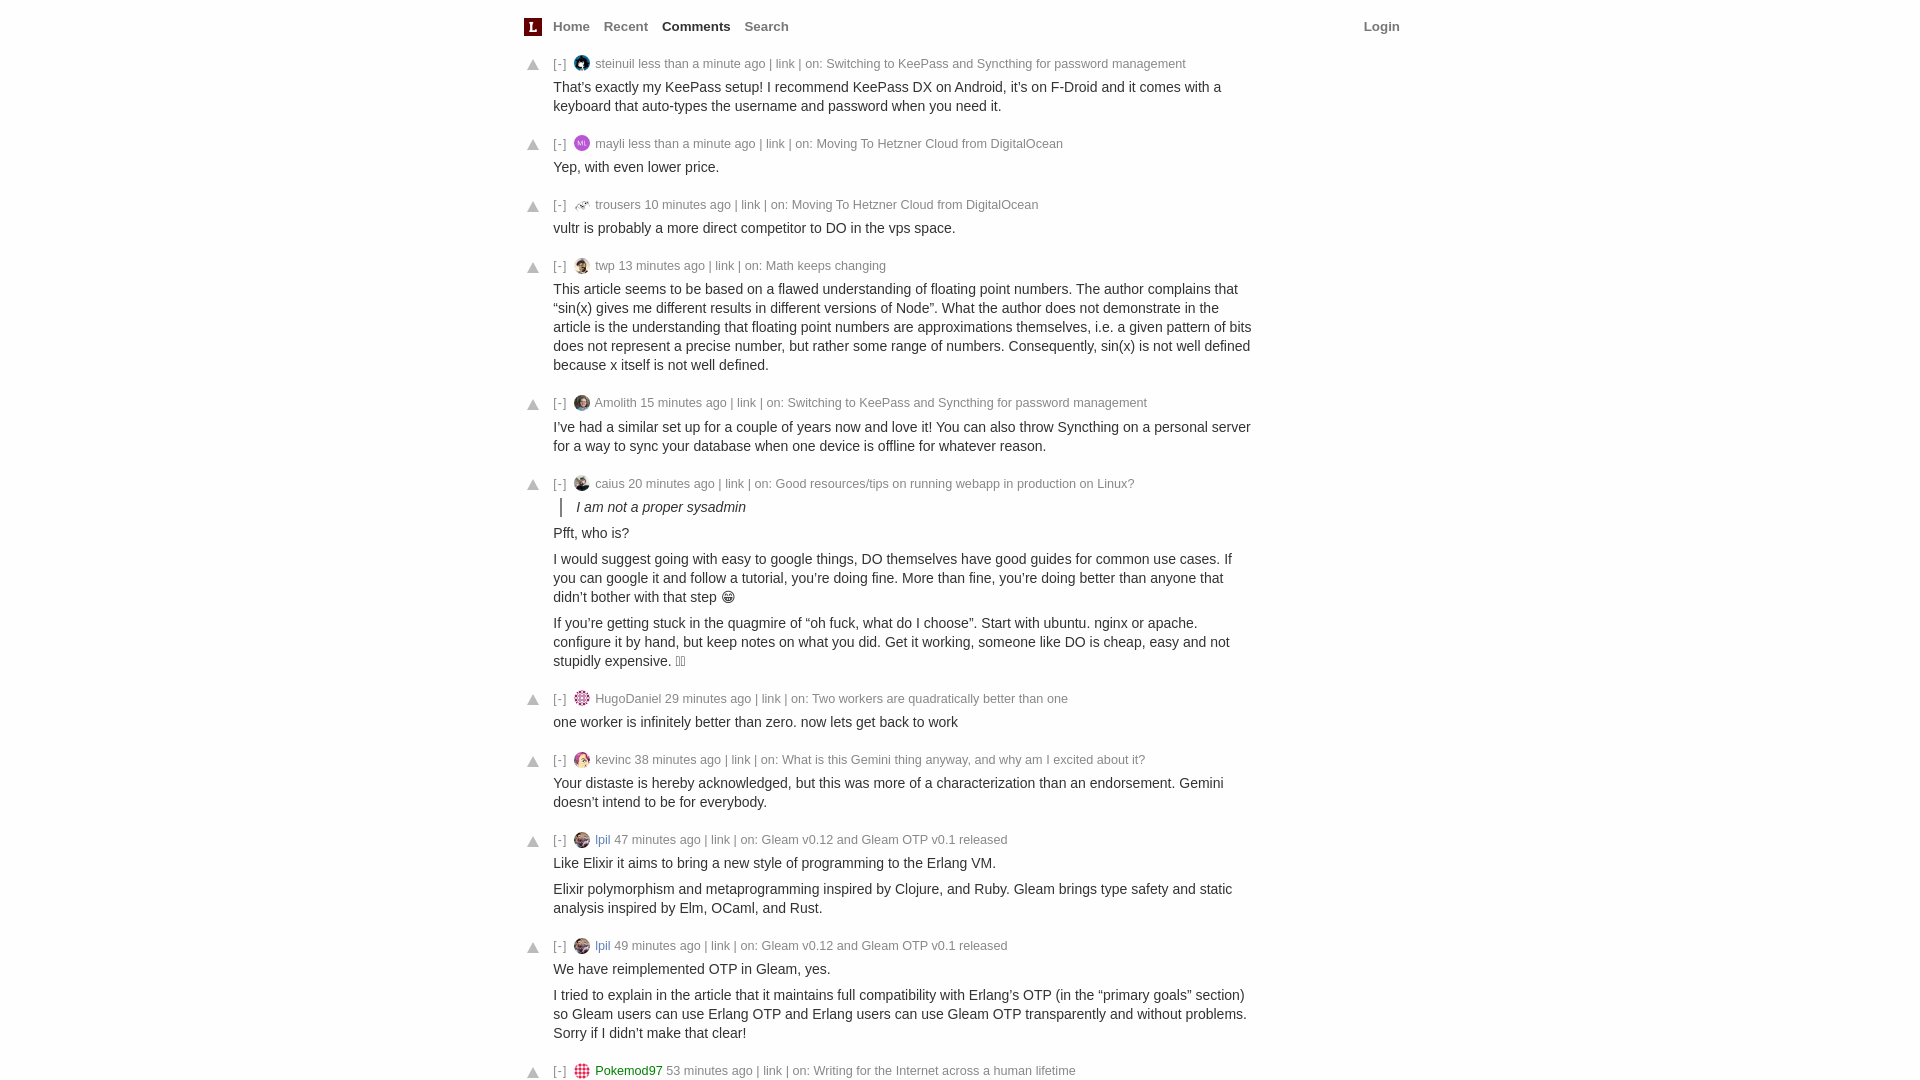 L Home Recent Comments Search Login
[-] steinuil less than a minute ago | link | on: Switching to KeePass and Syncthing for password management
That’s exactly my KeePass setup! I recommend KeePass DX on Android, it’s on F-Droid and it comes with a
keyboard that auto-types the username and password when you need it.
[-] mayli less than a minute ago | link | on: Moving To Hetzner Cloud from DigitalOcean
Yep, with even lower price.
[-] trousers 10 minutes ago | link | on: Moving To Hetzner Cloud from DigitalOcean
vultr is probably a more direct competitor to DO in the vps space.
[-] twp 13 minutes ago | link | on: Math keeps changing
This article seems to be based on a flawed understanding of floating point numbers. The author complains that
“sin(x) gives me different results in different versions of Node”. What the author does not demonstrate in the
article is the understanding that floating point numbers are approximations themselves, i.e. a given pattern of bits
does not represent a precise number, but rather some range of numbers. Consequently, sin(x) is not well defined
because x itself is not well defined.
[-] Amolith 15 minutes ago | link | on: Switching to KeePass and Syncthing for password management
I’ve had a similar set up for a couple of years now and love it! You can also throw Syncthing on a personal server
for a way to sync your database when one device is offline for whatever reason.
[-] caius 20 minutes ago | link | on: Good resources/tips on running webapp in production on Linux?
I am not a proper sysadmin
Pfft, who is?
I would suggest going with easy to google things, DO themselves have good guides for common use cases. If
you can google it and follow a tutorial, you’re doing fine. More than fine, you’re doing better than anyone that
didn’t bother with that step 😁
If you’re getting stuck in the quagmire of “oh fuck, what do I choose”. Start with ubuntu. nginx or apache.
configure it by hand, but keep notes on what you did. Get it working, someone like DO is cheap, easy and not
stupidly expensive.
[-] HugoDaniel 29 minutes ago | link | on: Two workers are quadratically better than one
one worker is infinitely better than zero. now lets get back to work
[-] kevinc 38 minutes ago | link | on: What is this Gemini thing anyway, and why am I excited about it?
Your distaste is hereby acknowledged, but this was more of a characterization than an endorsement. Gemini
doesn’t intend to be for everybody.
[-] lpil 47 minutes ago | link | on: Gleam v0.12 and Gleam OTP v0.1 released
Like Elixir it aims to bring a new style of programming to the Erlang VM.
Elixir polymorphism and metaprogramming inspired by Clojure, and Ruby. Gleam brings type safety and static
analysis inspired by Elm, OCaml, and Rust.
[-] lpil 49 minutes ago | link | on: Gleam v0.12 and Gleam OTP v0.1 released
We have reimplemented OTP in Gleam, yes.
I tried to explain in the article that it maintains full compatibility with Erlang’s OTP (in the “primary goals” section)
so Gleam users can use Erlang OTP and Erlang users can use Gleam OTP transparently and without problems.
Sorry if I didn’t make that clear!
[-] Pokemod97 53 minutes ago | link | on: Writing for the Internet across a human lifetime